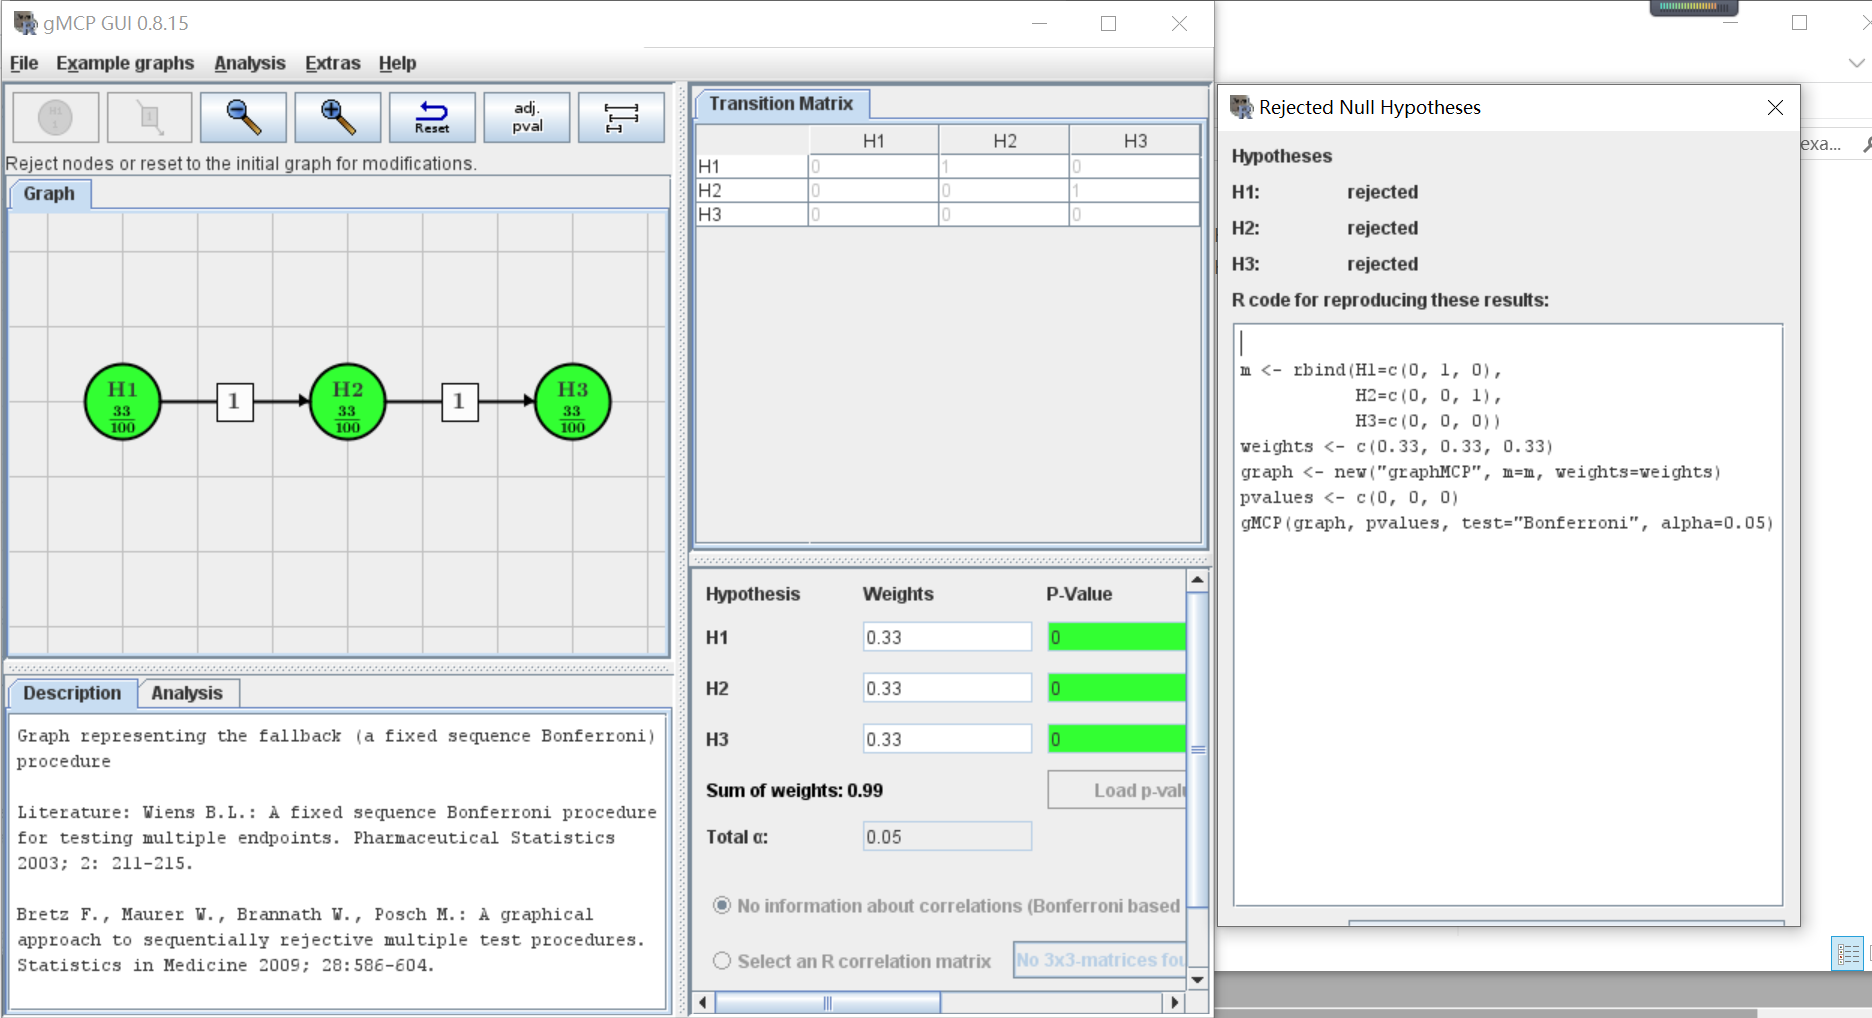 gMCP GUI 0.8.15
File Example graphs Analysis Extras Help
Reset
adj.
pval
Reject nodes or reset to the initial graph for modifications.
Graph
H1
33
100
1
H2
33
100
1
H3
33
100
Description Analysis
Graph representing the fallback (a fixed sequence Bonferroni)
procedure
Literature: Wiens B.L.: A fixed sequence Bonferroni procedure
for testing multiple endpoints. Pharmaceutical Statistics
2003; 2: 211-215.
Bretz F., Maurer W., Brannath W., Posch M.: A graphical
approach to sequentially rejective multiple test procedures.
Statistics in Medicine 2009; 28:586-604.
Transition Matrix
H1 H2 H3
H1 0 1 0
H2 0 0 1
H3 0 0 0
Hypothesis Weights P-Value
H1 0.33 0
H2 0.33 0
H3 0.33 0
Sum of weights: 0.99 Load p-valu
Total α: 0.05
No information about correlations (Bonferroni based
Select an R correlation matrix No 3x3-matrices fou
Rejected Null Hypotheses
Hypotheses
H1: rejected
H2: rejected
H3: rejected
R code for reproducing these results:
m <- rbind(H1=c(0, 1, 0),
H2=c(0, 0, 1),
H3=c(0, 0, 0))
weights <- c(0.33, 0.33, 0.33)
graph <- new("graphMCP", m=m, weights=weights)
pvalues <- c(0, 0, 0)
gMCP(graph, pvalues, test="Bonferroni", alpha=0.05)
exa...